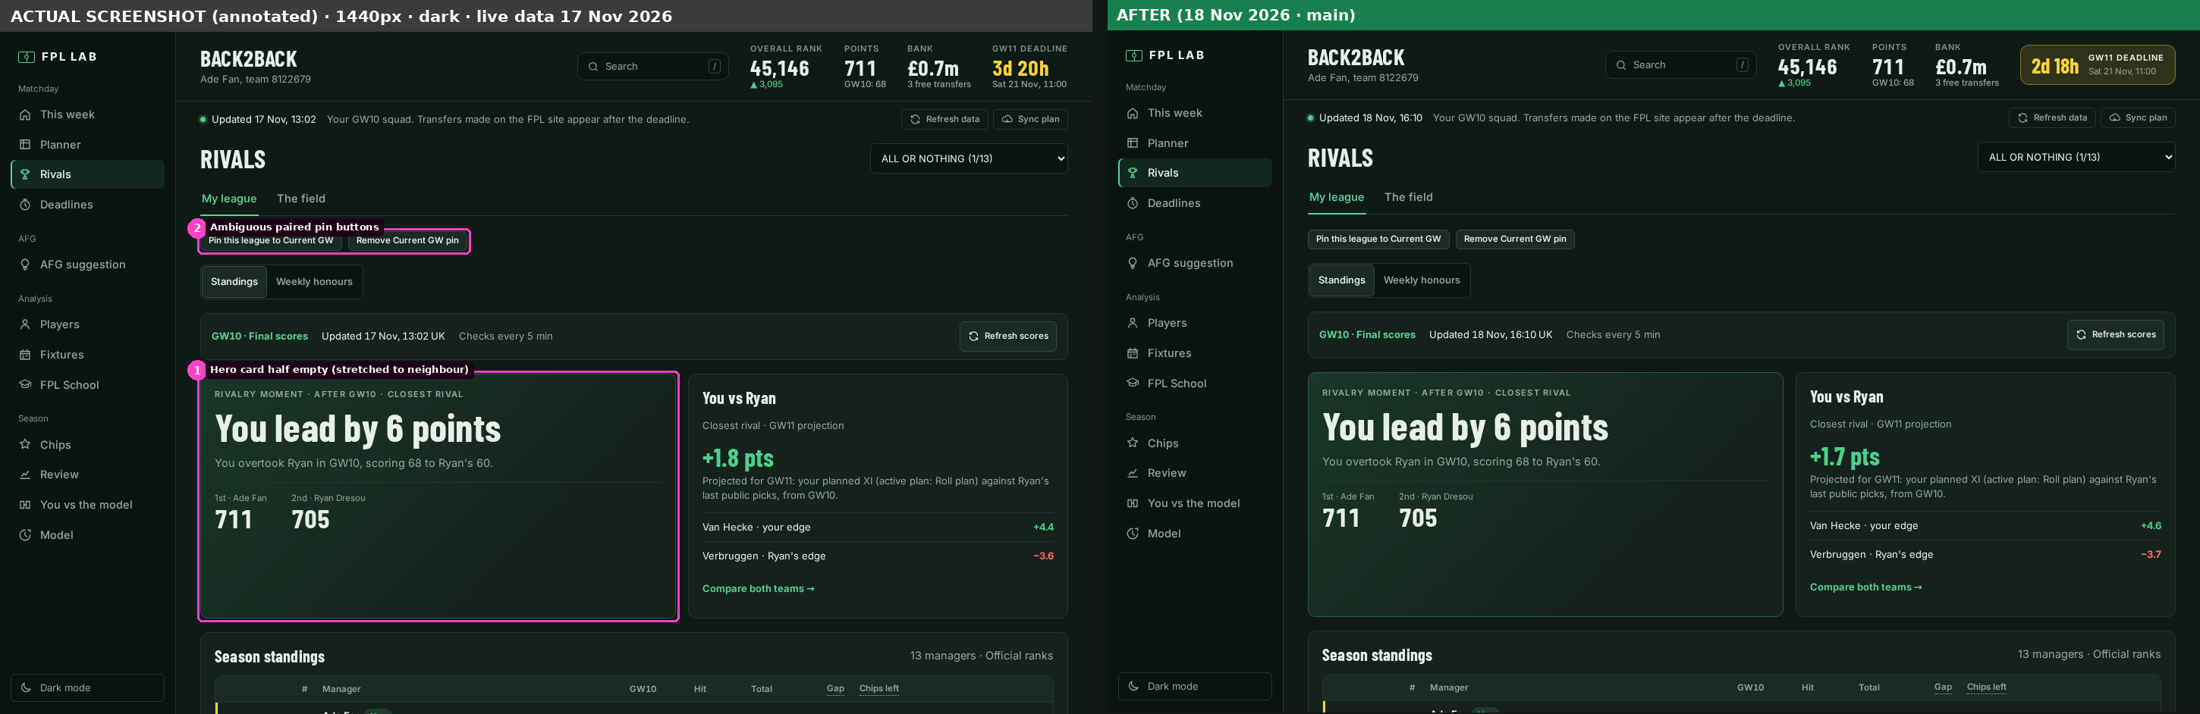 ACTUAL SCREENSHOT (annotated) · 1440px · dark · live data 17 Nov 2026
FPL LAB
Matchday
This week
Planner
Rivals
Deadlines
AFG
AFG suggestion
Analysis
Players
Fixtures
FPL School
Season
Chips
Review
You vs the model
Model
Dark mode
BACK2BACK
Ade Fan, team 8122679
Search /
OVERALL RANK
45,146
▲ 3,095
POINTS
711
GW10: 68
BANK
£0.7m
3 free transfers
GW11 DEADLINE
3d 20h
Sat 21 Nov, 11:00
Updated 17 Nov, 13:02 Your GW10 squad. Transfers made on the FPL site appear after the deadline.
Refresh data Sync plan
RIVALS
ALL OR NOTHING (1/13)
My league The field
2 Ambiguous paired pin buttons
Pin this league to Current GW Remove Current GW pin
Standings Weekly honours
GW10 · Final scores Updated 17 Nov, 13:02 UK Checks every 5 min Refresh scores
1 Hero card half empty (stretched to neighbour)
RIVALRY MOMENT · AFTER GW10 · CLOSEST RIVAL
You lead by 6 points
You overtook Ryan in GW10, scoring 68 to Ryan's 60.
1st · Ade Fan 2nd · Ryan Dresou
711 705
You vs Ryan
Closest rival · GW11 projection
+1.8 pts
Projected for GW11: your planned XI (active plan: Roll plan) against Ryan's
last public picks, from GW10.
Van Hecke · your edge +4.4
Verbruggen · Ryan's edge −3.6
Compare both teams →
Season standings 13 managers · Official ranks
# Manager GW10 Hit Total Gap Chips left
AFTER (18 Nov 2026 · main)
FPL LAB
Matchday
This week
Planner
Rivals
Deadlines
AFG
AFG suggestion
Analysis
Players
Fixtures
FPL School
Season
Chips
Review
You vs the model
Model
Dark mode
BACK2BACK
Ade Fan, team 8122679
Search /
OVERALL RANK
45,146
▲ 3,095
POINTS
711
GW10: 68
BANK
£0.7m
3 free transfers
2d 18h
GW11 DEADLINE
Sat 21 Nov, 11:00
Updated 18 Nov, 16:10 Your GW10 squad. Transfers made on the FPL site appear after the deadline.
Refresh data Sync plan
RIVALS
ALL OR NOTHING (1/13)
My league The field
Pin this league to Current GW Remove Current GW pin
Standings Weekly honours
GW10 · Final scores Updated 18 Nov, 16:10 UK Checks every 5 min Refresh scores
RIVALRY MOMENT · AFTER GW10 · CLOSEST RIVAL
You lead by 6 points
You overtook Ryan in GW10, scoring 68 to Ryan's 60.
1st · Ade Fan 2nd · Ryan Dresou
711 705
You vs Ryan
Closest rival · GW11 projection
+1.7 pts
Projected for GW11: your planned XI (active plan: Roll plan) against Ryan's
last public picks, from GW10.
Van Hecke · your edge +4.6
Verbruggen · Ryan's edge −3.7
Compare both teams →
Season standings 13 managers · Official ranks
# Manager GW10 Hit Total Gap Chips left